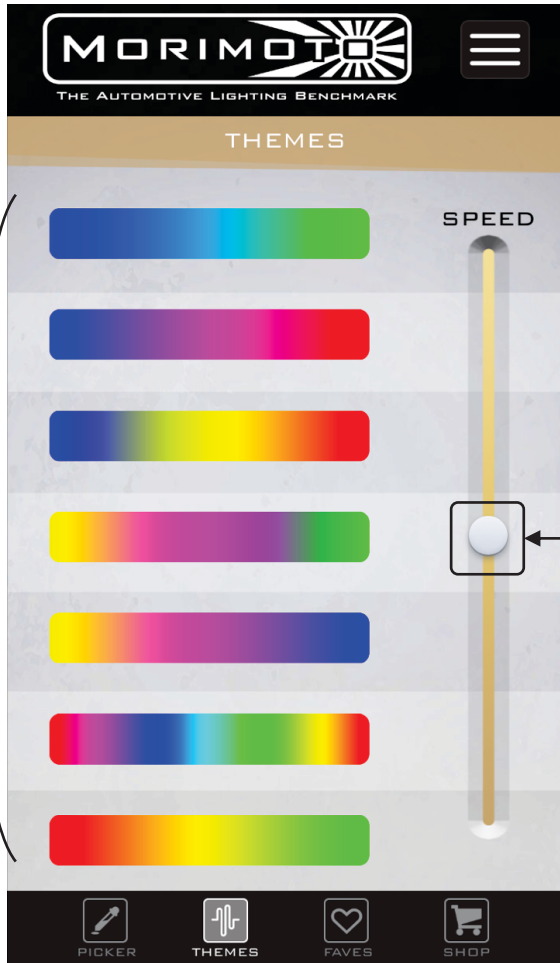 MORIMOTO
THE AUTOMOTIVE LIGHTING BENCHMARK
THEMES
SPEED
PICKER
THEMES
FAVES
SHOP